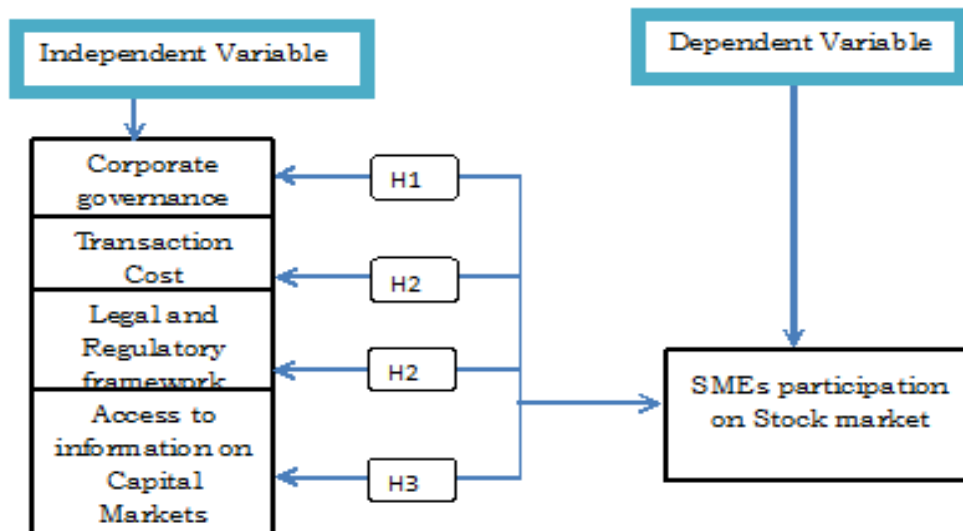 Independent Variable
Dependent Variable
Corporate
governance
H1
Transaction
Cost
H2
Legal and
Regulatory
framework
H2
SMEs participation
on Stock market
Access to
information on
Capital
Markets
H3